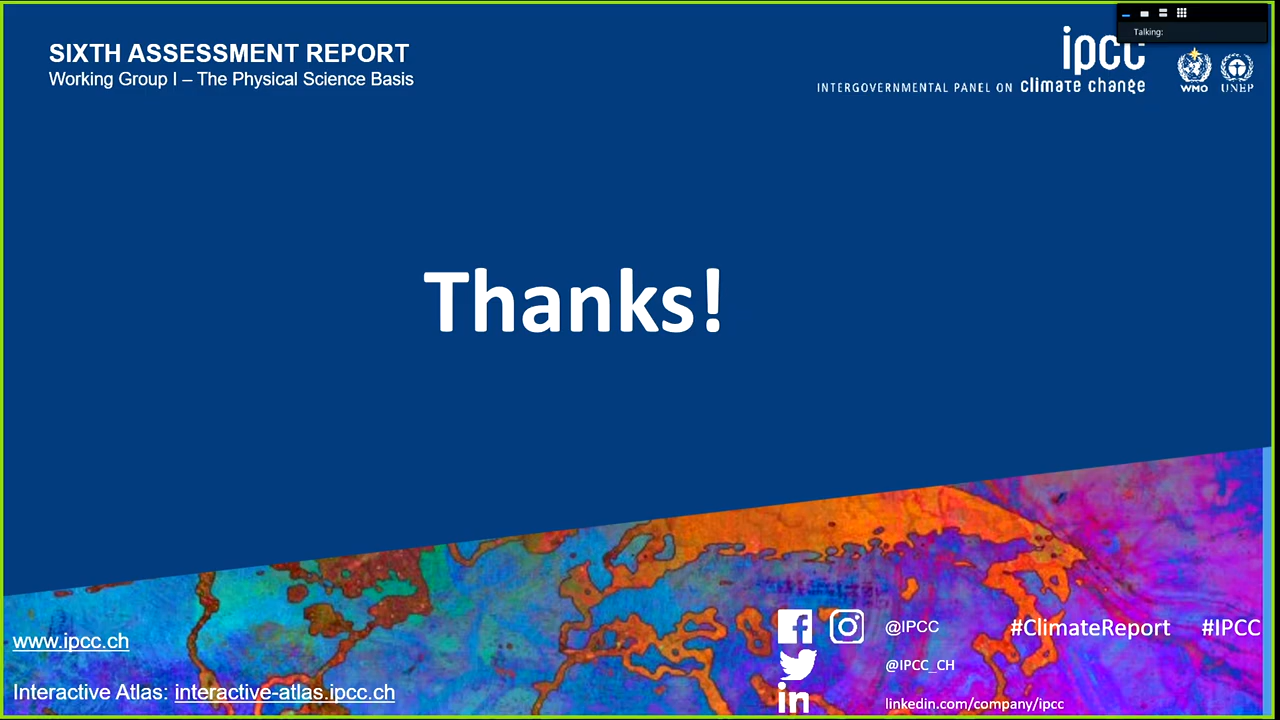 Talking:
SIXTH ASSESSMENT REPORT
Working Group I – The Physical Science Basis
ipcc
INTERGOVERNMENTAL PANEL ON climate change
WMO
UNEP
Thanks!
www.ipcc.ch
Interactive Atlas: interactive-atlas.ipcc.ch
@IPCC
#ClimateReport #IPCC
@IPCC_CH
in
linkedin.com/company/ipcc